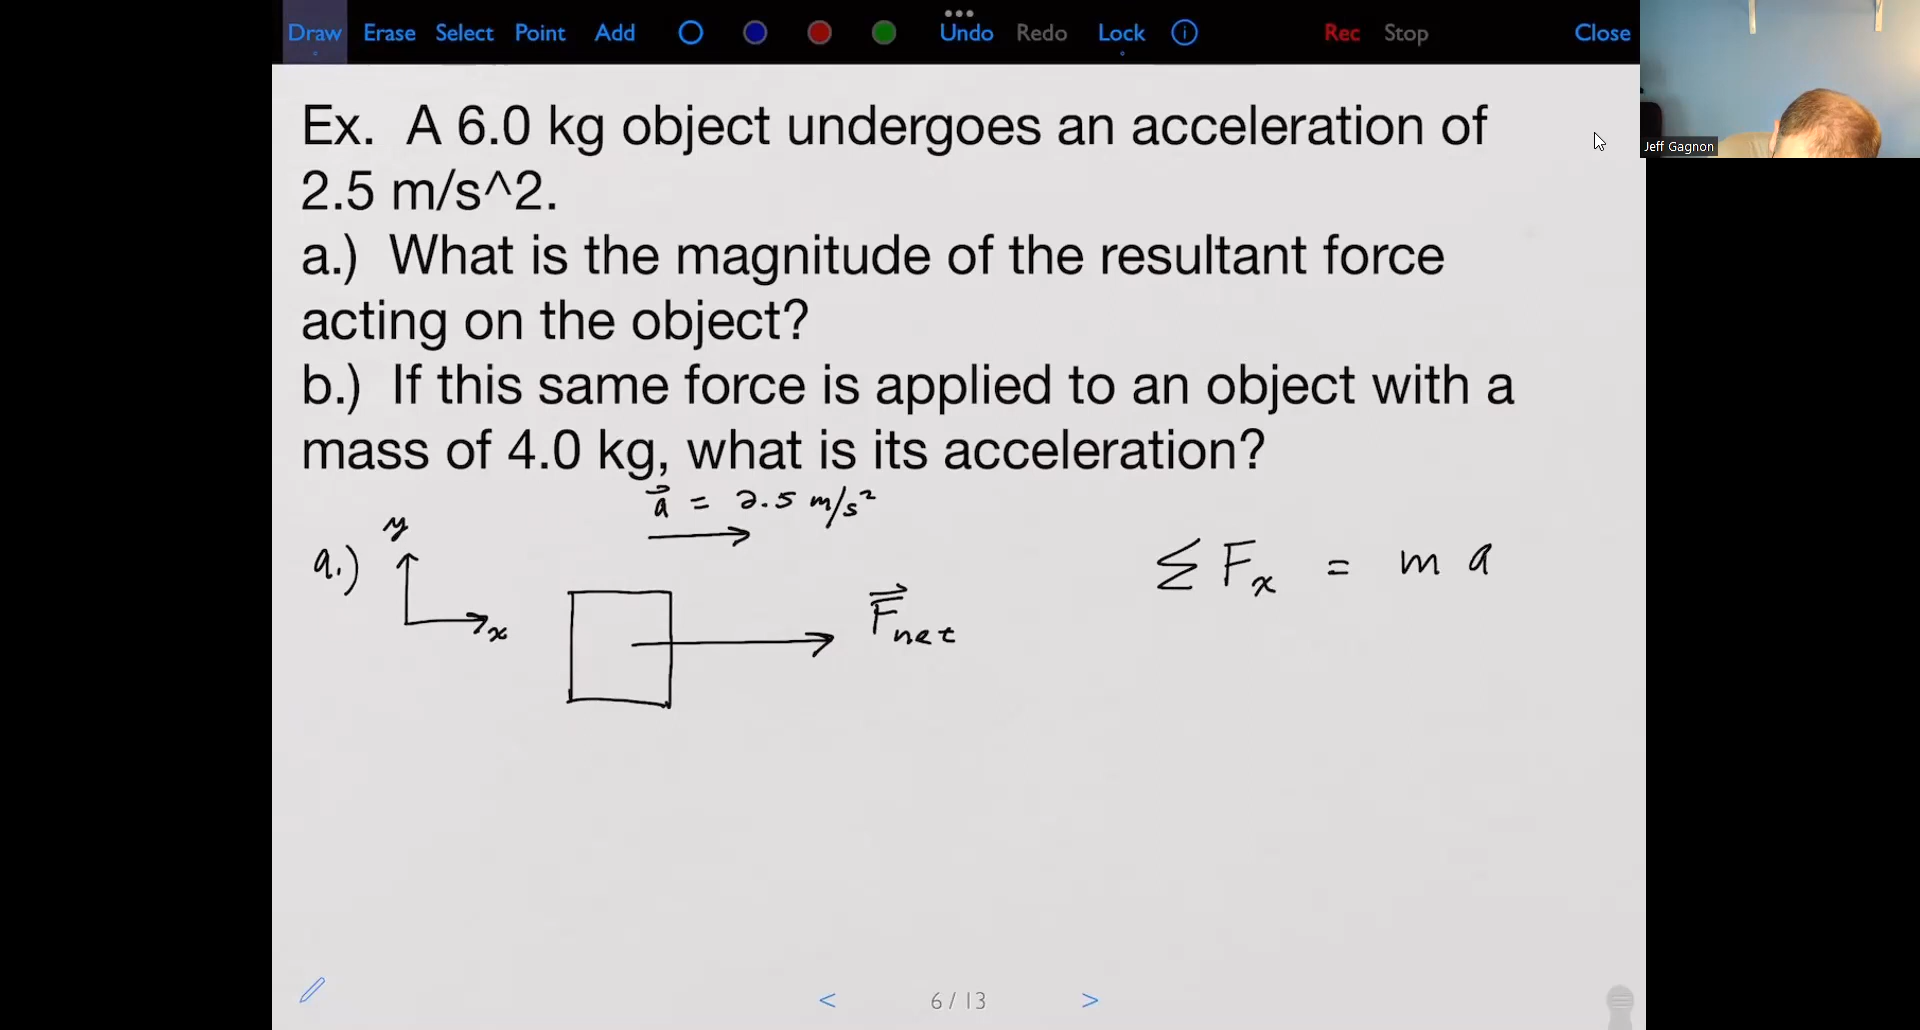 Draw Erase Select Point Add Undo Redo Lock Rec Stop Close
Jeff Gagnon
Ex. A 6.0 kg object undergoes an acceleration of
2.5 m/s^2.
a.) What is the magnitude of the resultant force
acting on the object?
b.) If this same force is applied to an object with a
mass of 4.0 kg, what is its acceleration?
a⃗ = 2.5 m/s²
a.) y
x
F⃗net
∑ Fx = m a
< 6 / 13 >